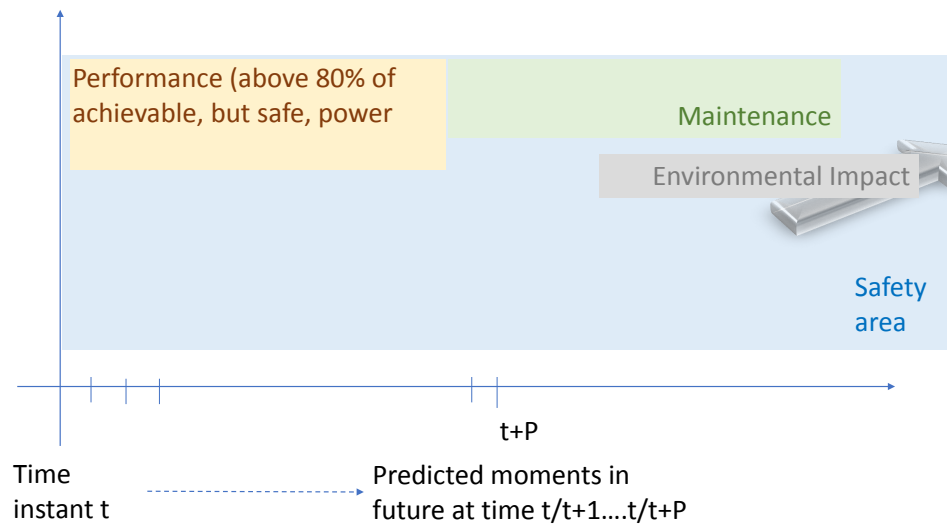 Performance (above 80% of
achievable, but safe, power
Maintenance
Environmental Impact
Safety
area
t+P
Time
instant t
Predicted moments in
future at time t/t+1....t/t+P